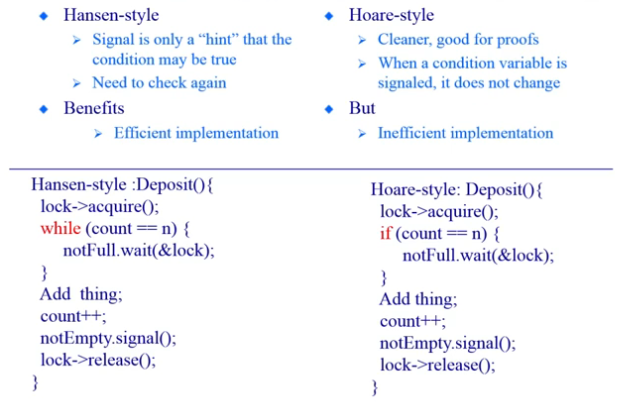 Hansen-style
Signal is only a “hint” that the
condition may be true
Need to check again
Benefits
Efficient implementation
Hoare-style
Cleaner, good for proofs
When a condition variable is
signaled, it does not change
But
Inefficient implementation
Hansen-style :Deposit(){
lock->acquire();
while (count == n) {
notFull.wait(&lock);
}
Add thing;
count++;
notEmpty.signal();
lock->release();
}
Hoare-style: Deposit(){
lock->acquire();
if (count == n) {
notFull.wait(&lock);
}
Add thing;
count++;
notEmpty.signal();
lock->release();
}